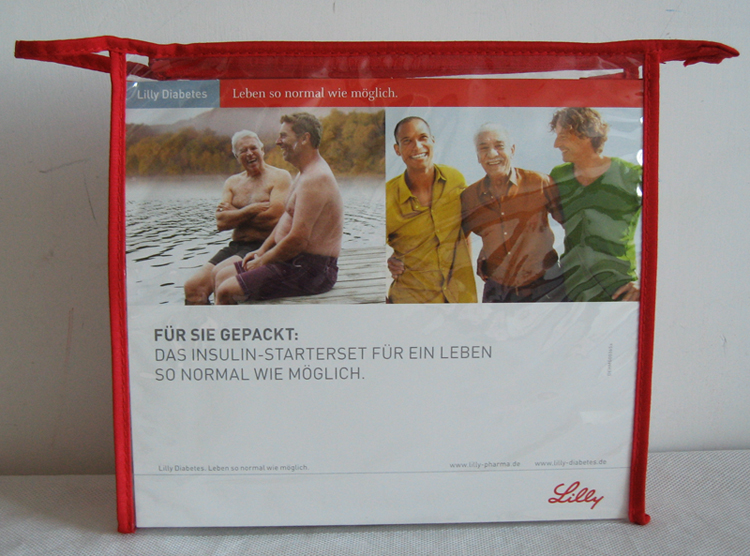 Lilly Diabetes
Leben so normal wie möglich.
FÜR SIE GEPACKT:
DAS INSULIN-STARTERSET FÜR EIN LEBEN
SO NORMAL WIE MÖGLICH.
Lilly Diabetes. Leben so normal wie möglich.
www.lilly-pharma.de www.lilly-diabetes.de
Lilly